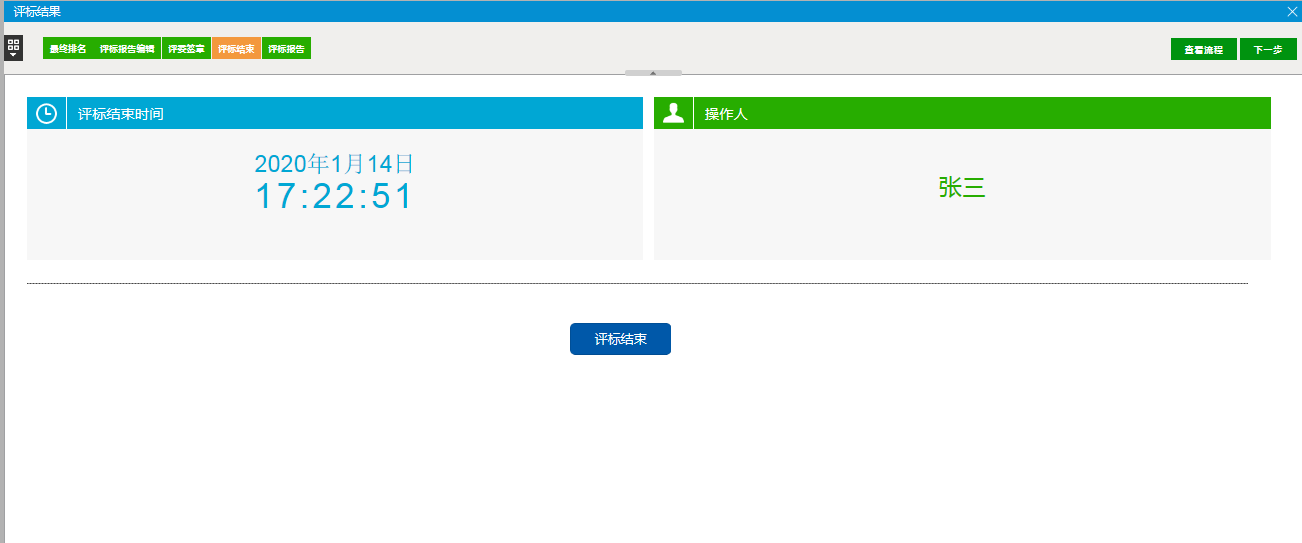 评标结果
最终排名 评标报告编辑 评委签章 评标结束 评标报告
查看流程 下一步
评标结束时间
2020年1月14日
17:22:51
操作人
张三
评标结束